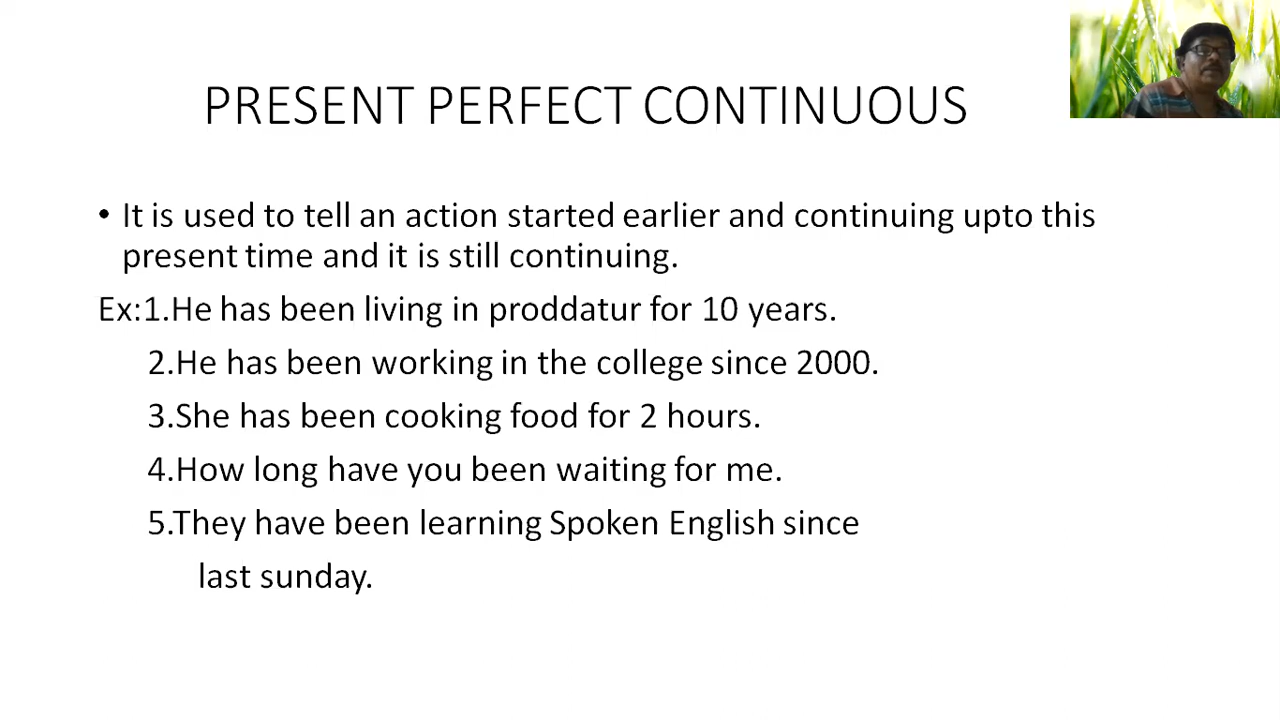 PRESENT PERFECT CONTINUOUS
• It is used to tell an action started earlier and continuing upto this
present time and it is still continuing.
Ex:1.He has been living in proddatur for 10 years.
2.He has been working in the college since 2000.
3.She has been cooking food for 2 hours.
4.How long have you been waiting for me.
5.They have been learning Spoken English since
last sunday.